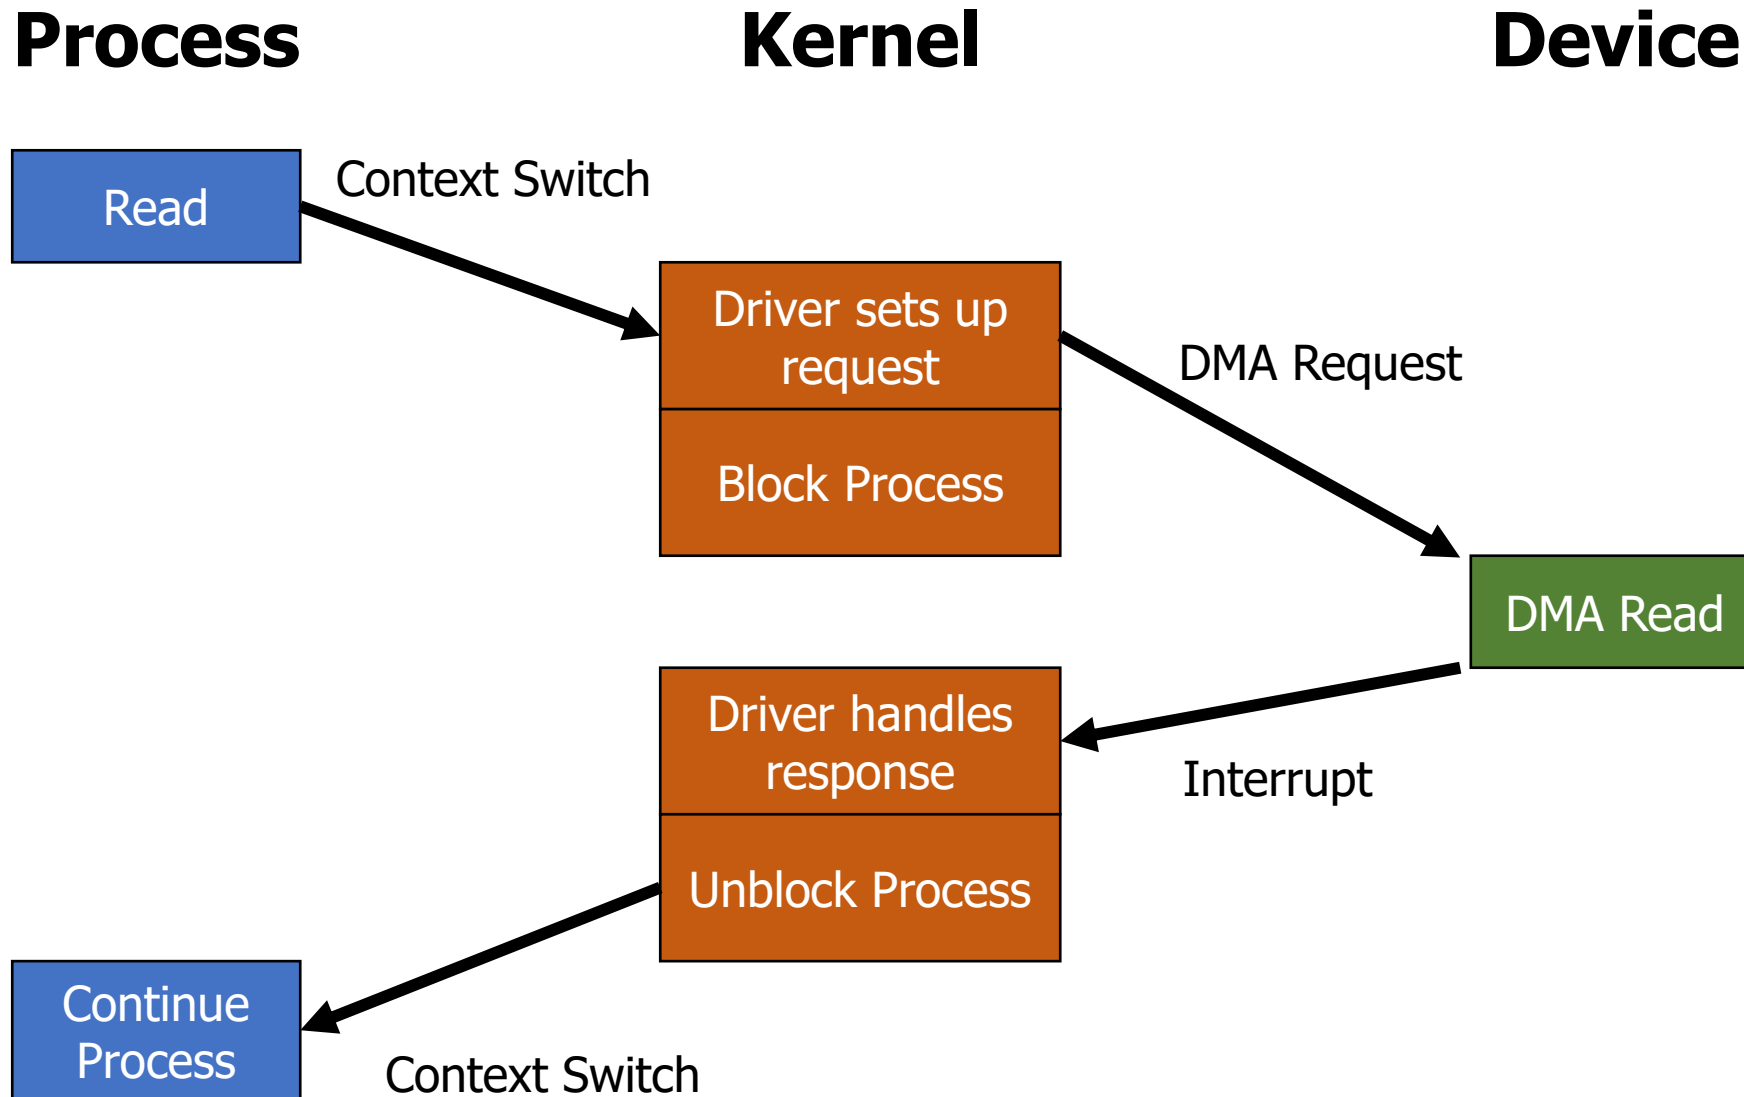 Process
Kernel
Device
Read
Context Switch
Driver sets up
request
DMA Request
Block Process
DMA Read
Driver handles
response
Interrupt
Unblock Process
Continue
Process
Context Switch